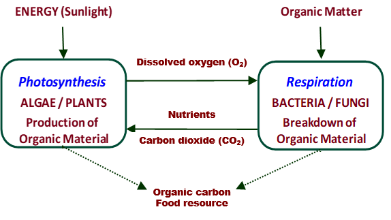 ENERGY (Sunlight)
Organic Matter
Dissolved oxygen (O₂)
Photosynthesis
ALGAE / PLANTS
Production of
Organic Material
Respiration
BACTERIA / FUNGI
Breakdown of
Organic Material
Nutrients
Carbon dioxide (CO₂)
Organic carbon
Food resource